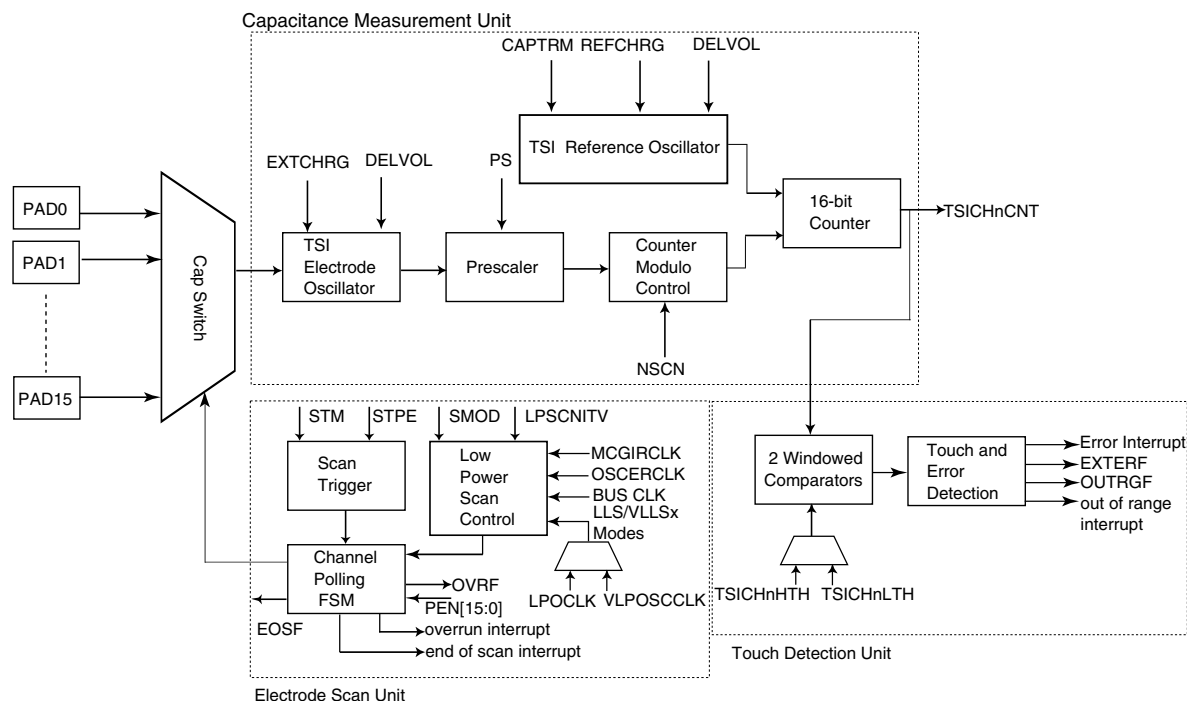 Capacitance Measurement Unit
CAPTRM REFCHRG DELVOL
TSI Reference Oscillator
EXTCHRG DELVOL
PS
PAD0
PAD1
PAD15
Cap Switch
TSI
Electrode
Oscillator
Prescaler
Counter
Modulo
Control
NSCN
16-bit
Counter
TSICHnCNT
STM
STPE
SMOD
LPSCNITV
Scan
Trigger
Low
Power
Scan
Control
MCGIRCLK
OSCERCLK
BUS CLK
LLS/VLLSx
Modes
LPOCLK
VLPOSCCLK
Channel
Polling
FSM
OVRF
PEN[15:0]
EOSF
overrun interrupt
end of scan interrupt
Electrode Scan Unit
2 Windowed
Comparators
TSICHnHTH
TSICHnLTH
Touch and
Error
Detection
Error Interrupt
EXTERF
OUTRGF
out of range
interrupt
Touch Detection Unit